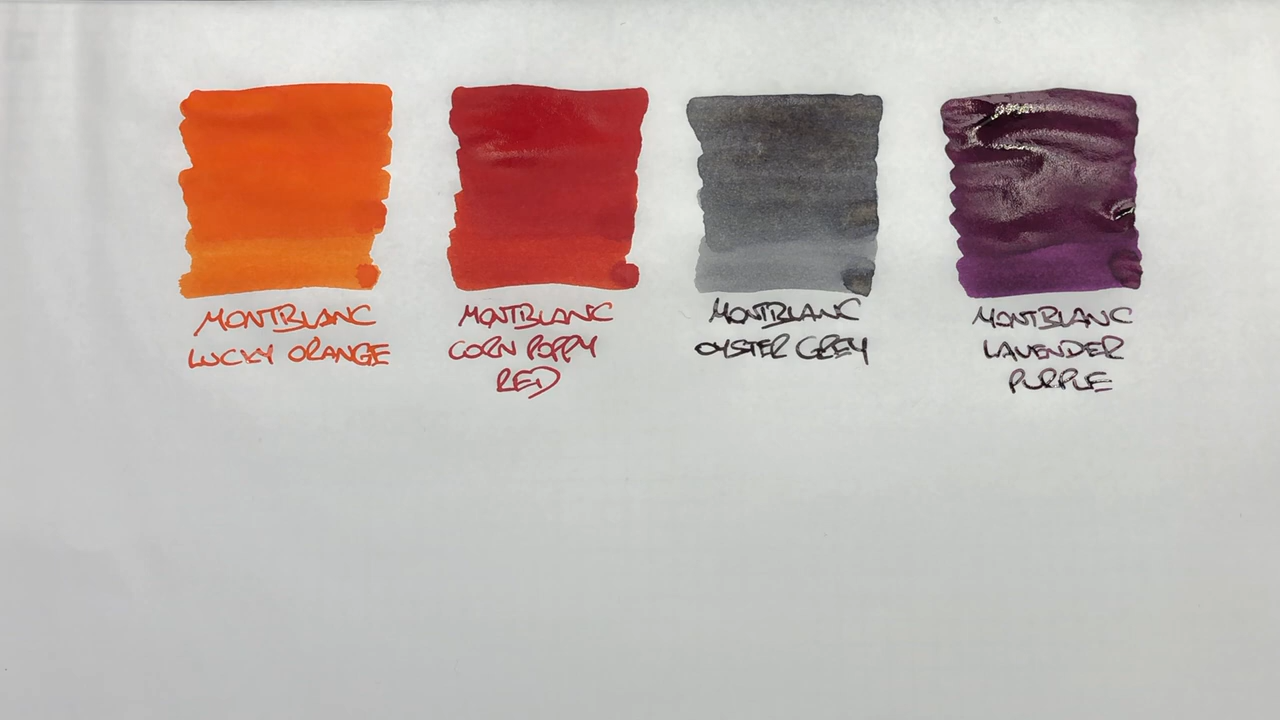 MONTBLANC
LUCKY ORANGE
MONTBLANC
CORN POPPY
RED
MONTBLANC
OYSTER GREY
MONTBLANC
LAVENDER
PURPLE